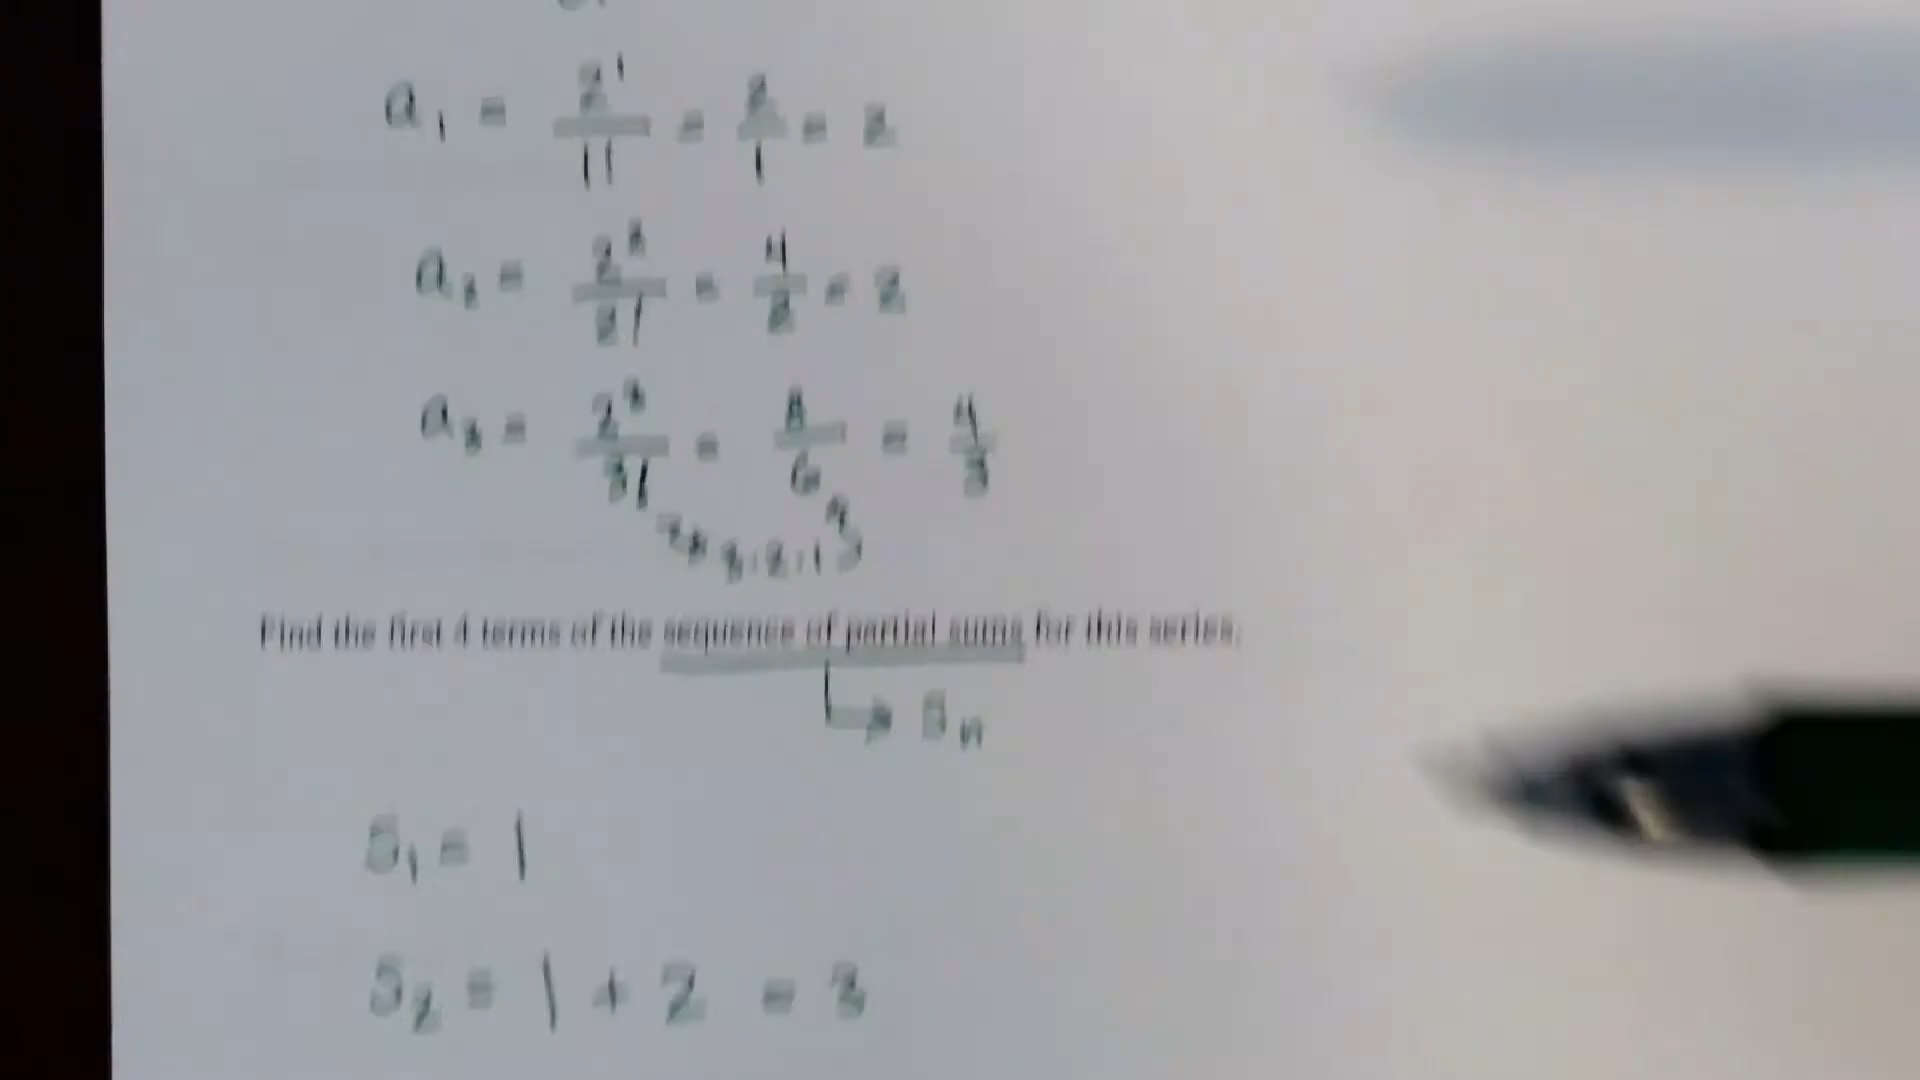 a₁ = 2¹/1! = 2/1 = 2
a₂ = 2²/2! = 4/2 = 2
a₃ = 2³/3! = 8/6 = 4/3
3·2·1
Find the first 4 terms of the sequence of partial sums for this series.
Sₙ
S₁ = 1
S₂ = 1 + 2 = 3